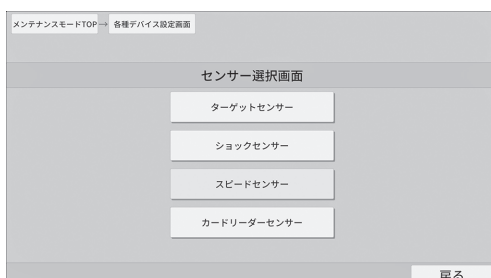 メンテナンスモードTOP→ 各種デバイス設定画面
センサー選択画面
ターゲットセンサー
ショックセンサー
スピードセンサー
カードリーダーセンサー
戻る